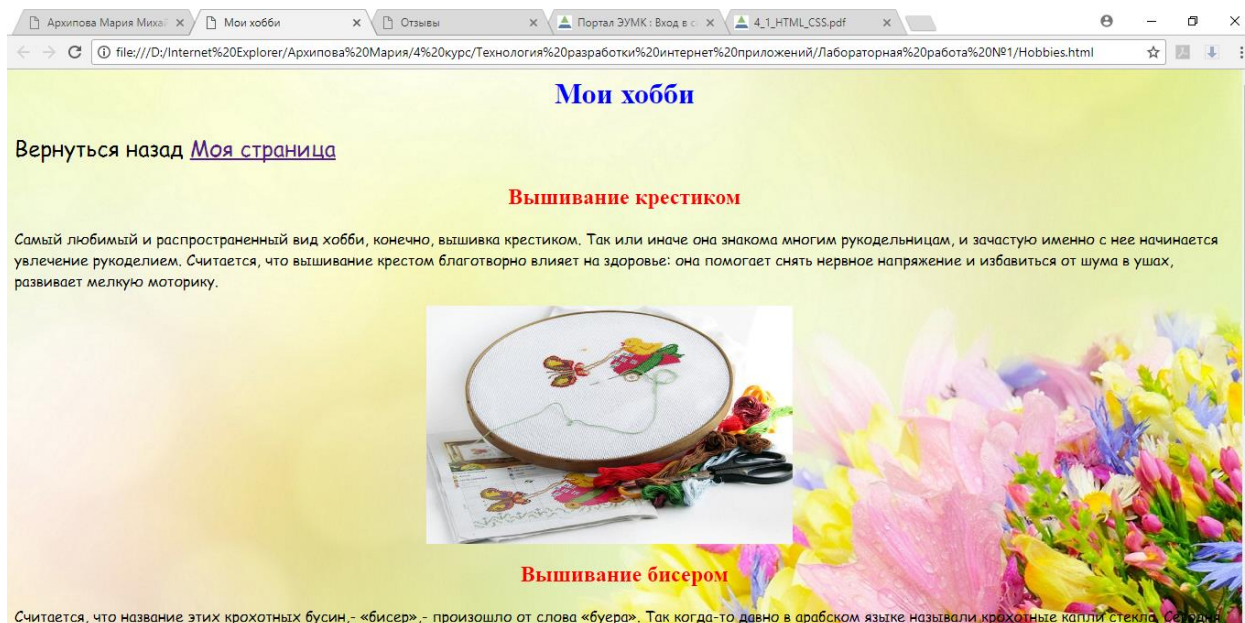 Архипова Мария Михай
Мои хобби
Отзывы
Портал ЭУМК : Вход в с
4_1_HTML_CSS.pdf
file:///D:/Internet%20Explorer/Архипова%20Мария/4%20курс/Технология%20разработки%20интернет%20приложений/Лабораторная%20работа%20№1/Hobbies.html
Мои хобби
Вернуться назад Моя страница
Вышивание крестиком
Самый любимый и распространенный вид хобби, конечно, вышивка крестиком. Так или иначе она знакома многим рукодельницам, и зачастую именно с нее начинается
увлечение рукоделием. Считается, что вышивание крестом благотворно влияет на здоровье: она помогает снять нервное напряжение и избавиться от шума в ушах,
развивает мелкую моторику.
Вышивание бисером
Считается, что название этих крохотных бусин,- «бисер»,- произошло от слова «буера». Так когда-то давно в арабском языке называли крохотные капли стекла. Сегодня